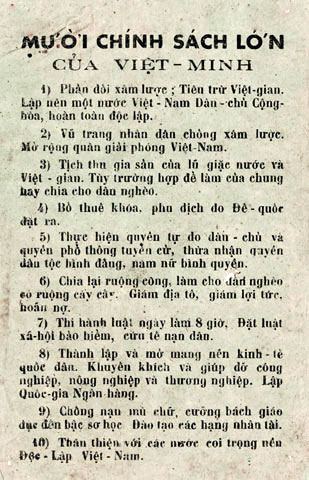 MƯỜI CHÍNH SÁCH LỚN
CỦA VIỆT-MINH
1) Phản đối xâm lược ; Tiêu trừ Việt-gian.
Lập nên một nước Việt-Nam Dân-chủ Cộng-
hòa, hoàn toàn độc lập.
2) Vũ trang nhân dân chống xâm lược.
Mở rộng quân giải phóng Việt-Nam.
3) Tịch thu gia sản của lũ giặc nước và
Việt-gian. Tùy trường hợp để làm của chung
hay chia cho dân nghèo.
4) Bỏ thuế khóa, phu dịch do Đế-quốc
đặt ra.
5) Thực hiện quyền tự do dân-chủ và
quyền phổ thông tuyển cử, thừa nhận quyền
dân tộc bình đẳng, nam nữ bình quyền.
6) Chia lại ruộng công, làm cho dân nghèo
có ruộng cầy cấy. Giảm địa tô, giảm lợi tức,
hoãn nợ.
7) Thi hành luật ngày làm 8 giờ, Đặt luật
xã-hội bảo hiểm, cứu tế nạn dân.
8) Thành lập và mở mang nền kinh-tế
quốc dân. Khuyến khích và giúp đỡ công
nghiệp, nông nghiệp và thương nghiệp. Lập
Quốc-gia Ngân-hàng.
9) Chống nạn mù chữ, cưỡng bách giáo
dục đến bậc sơ học. Đào tạo các hạng nhân tài.
10) Thân thiện với các nước coi trọng nền
Độc-Lập Việt-Nam.